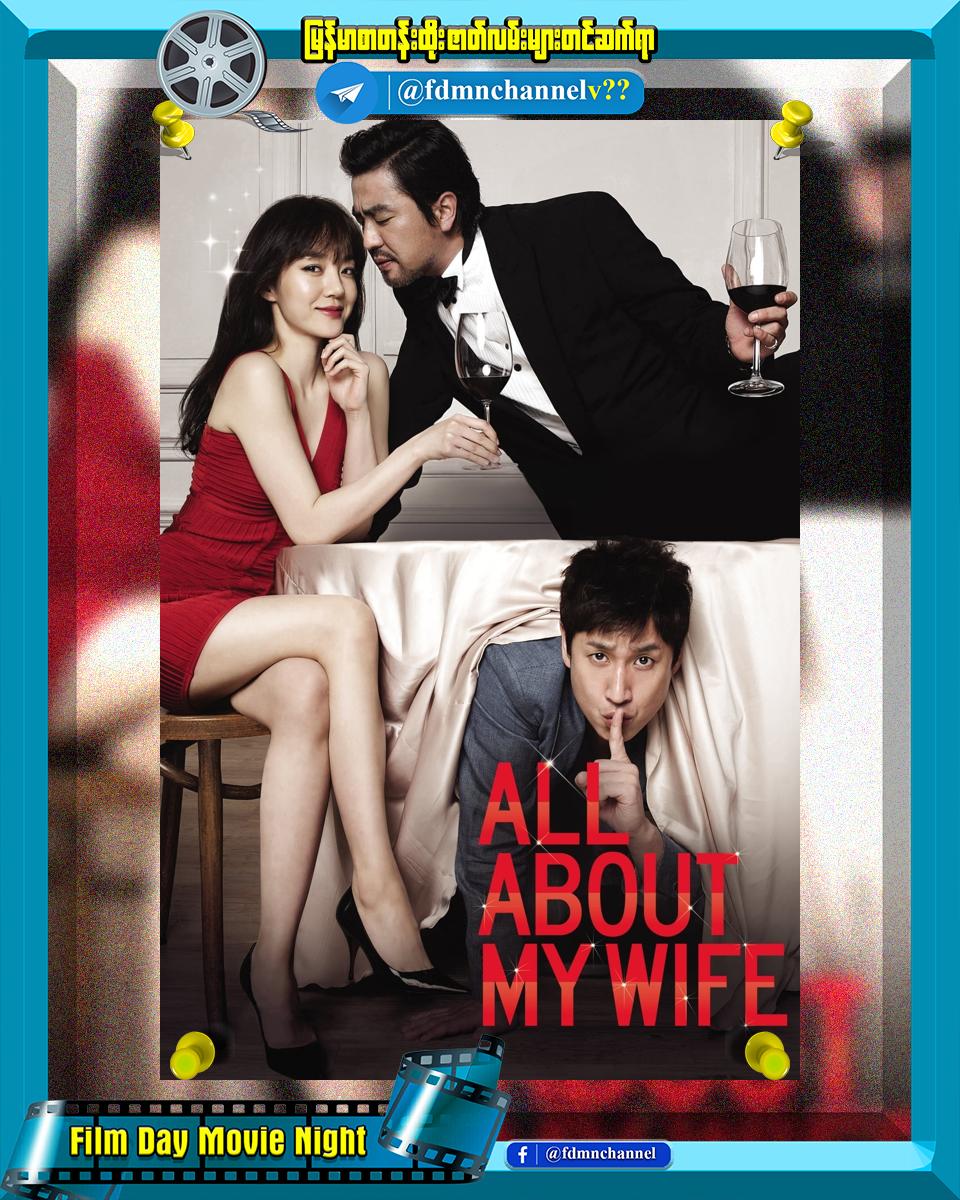 မြန်မာစာတန်းထိုးဇာတ်လမ်းများတင်ဆက်ရာ
@fdmnchannelv??
ALL
ABOUT
MY WIFE
Film Day Movie Night
@fdmnchannel